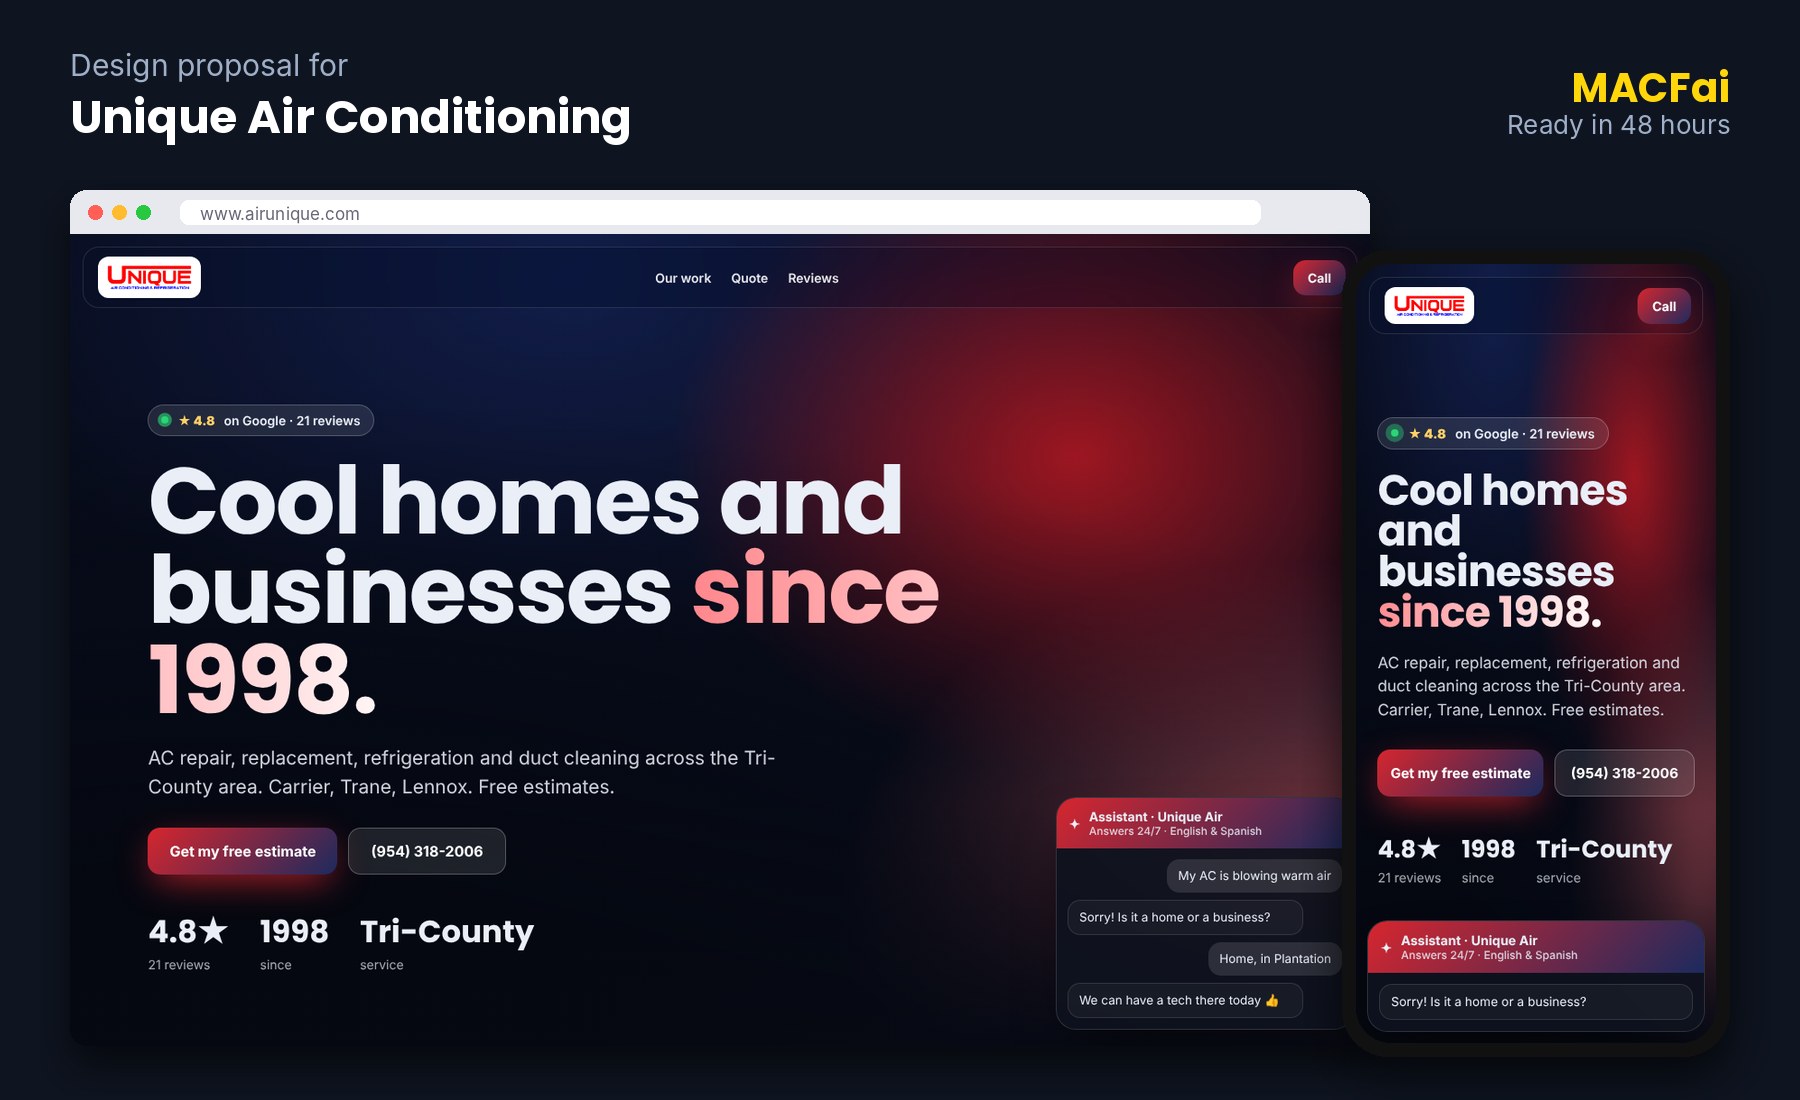 Design proposal for
Unique Air Conditioning
MACFai
Ready in 48 hours
www.airunique.com
UNIQUE
AIR CONDITIONING & REFRIGERATION
Our work Quote Reviews
Call
★ 4.8 on Google · 21 reviews
Cool homes and
businesses since
1998.
AC repair, replacement, refrigeration and duct cleaning across the Tri-
County area. Carrier, Trane, Lennox. Free estimates.
Get my free estimate
(954) 318-2006
4.8★ 1998 Tri-County
21 reviews since service
Assistant · Unique Air
Answers 24/7 · English & Spanish
My AC is blowing warm air
Sorry! Is it a home or a business?
Home, in Plantation
We can have a tech there today 👍
UNIQUE
AIR CONDITIONING & REFRIGERATION
Call
★ 4.8 on Google · 21 reviews
Cool homes
and
businesses
since 1998.
AC repair, replacement, refrigeration and
duct cleaning across the Tri-County area.
Carrier, Trane, Lennox. Free estimates.
Get my free estimate
(954) 318-2006
4.8★ 1998 Tri-County
21 reviews since service
Assistant · Unique Air
Answers 24/7 · English & Spanish
Sorry! Is it a home or a business?